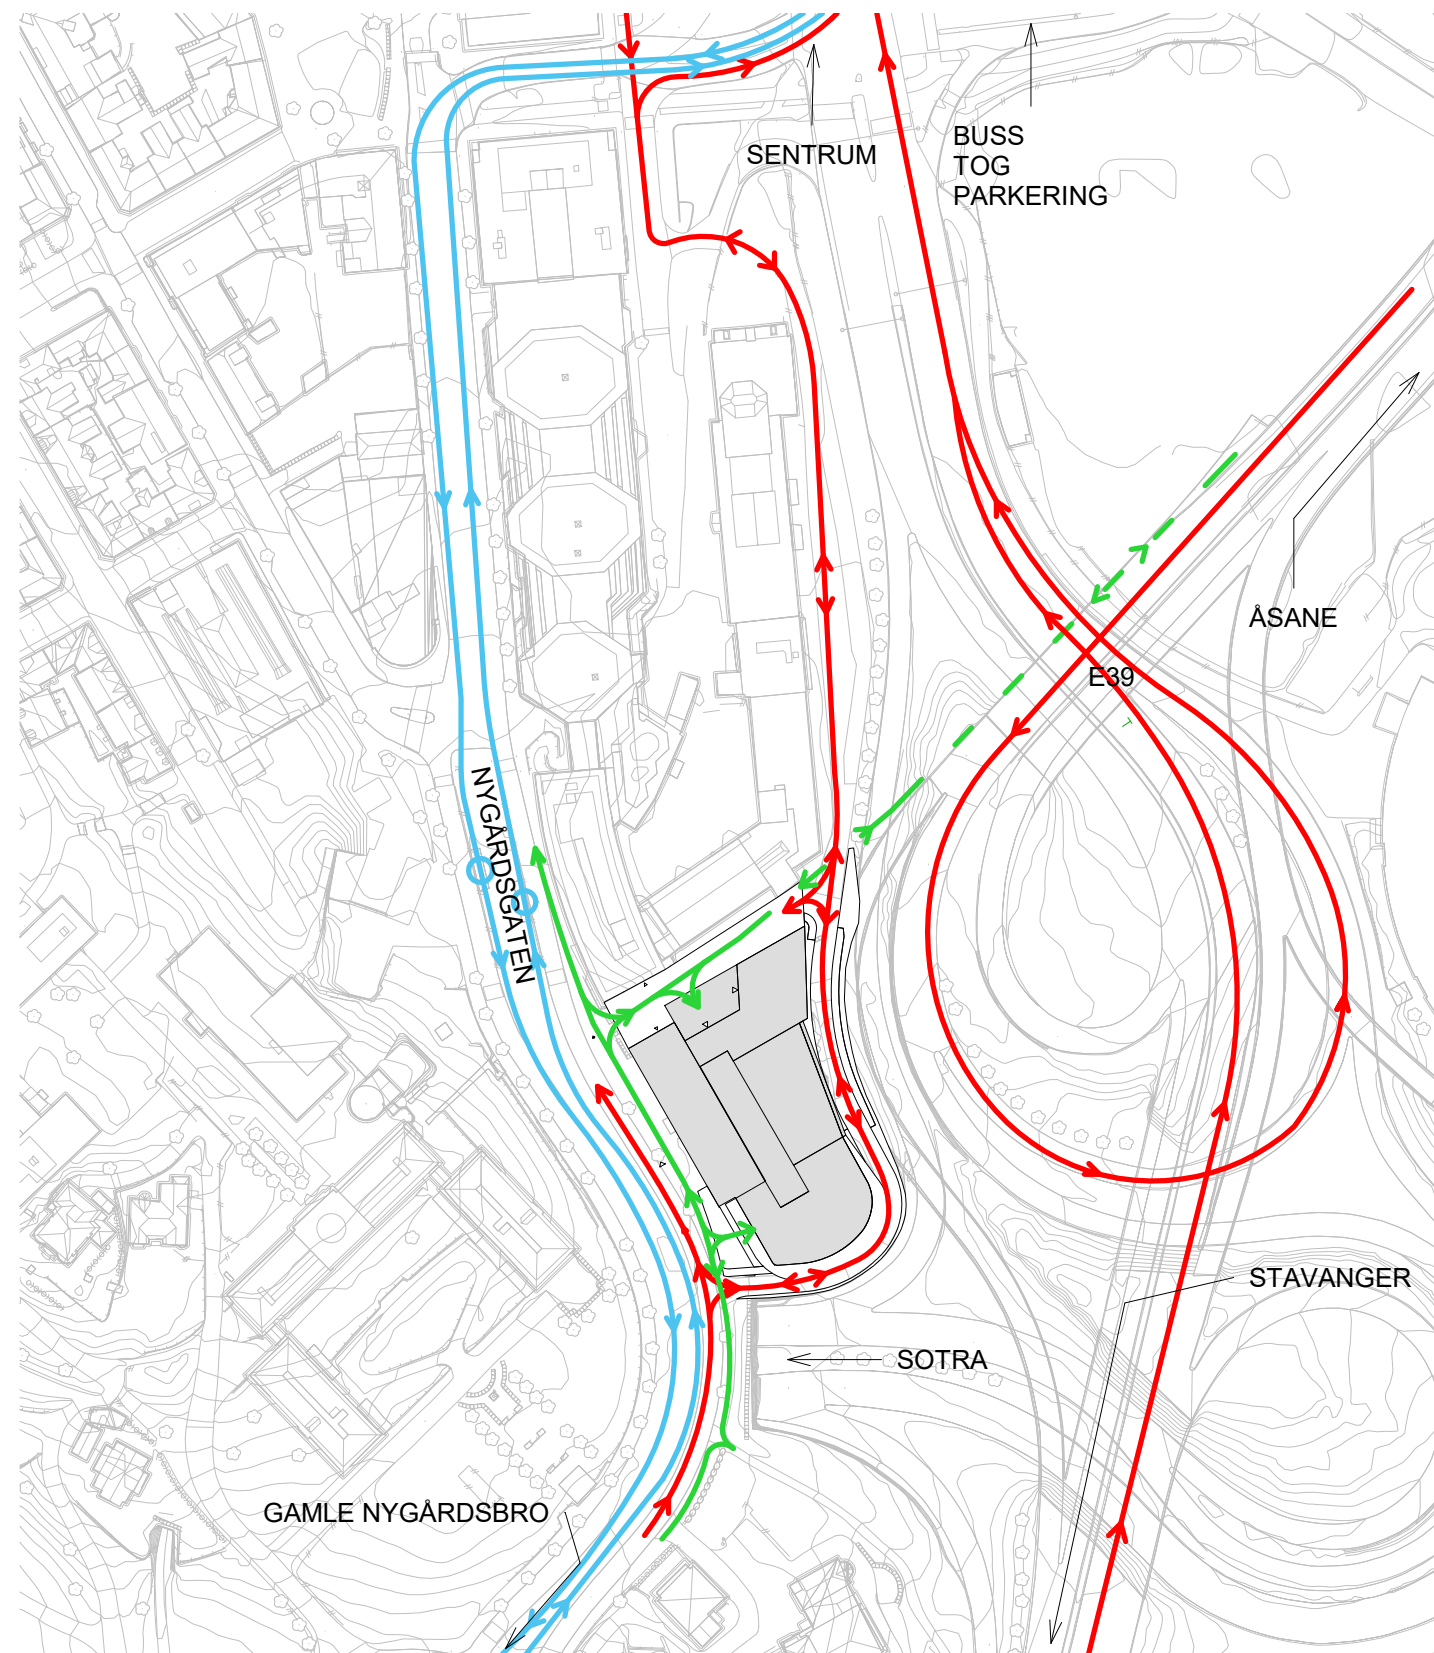 SENTRUM
BUSS
TOG
PARKERING
ÅSANE
E39
NYGÅRDSGATEN
STAVANGER
SOTRA
GAMLE NYGÅRDSBRO